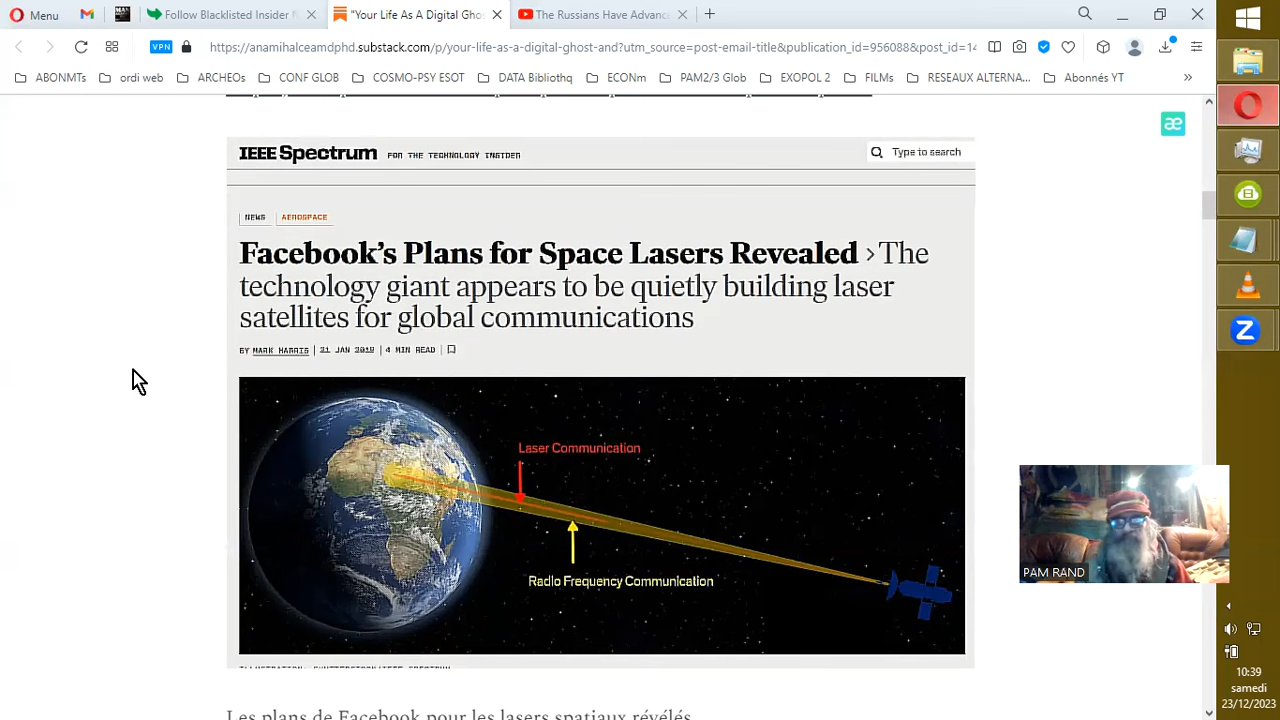 Menu
Follow Blacklisted Insider
"Your Life As A Digital Gho
The Russians Have Advanc
VPN
https://anamihalceamdphd.substack.com/p/your-life-as-a-digital-ghost-and?utm_source=post-email-title&publication_id=956088&post_id=14
ABONMTs
ordi web
ARCHEOs
CONF GLOB
COSMO-PSY ESOT
DATA Bibliqthq
ECONm
PAM2/3 Glob
EXOPOL 2
FILMs
RESEAUX ALTERNA...
Abonnés YT
»
æ
IEEE Spectrum FOR THE TECHNOLOGY INSIDER
Type to search
NEWS
AEROSPACE
Facebook's Plans for Space Lasers Revealed › The
technology giant appears to be quietly building laser
satellites for global communications
BY MARK HARRIS | 21 JAN 2019 | 4 MIN READ |
Laser Communication
Radio Frequency Communication
PAM RAND
Les plans de Facebook pour les lasers spatiaux révélés
Z
10:39
samedi
23/12/2023